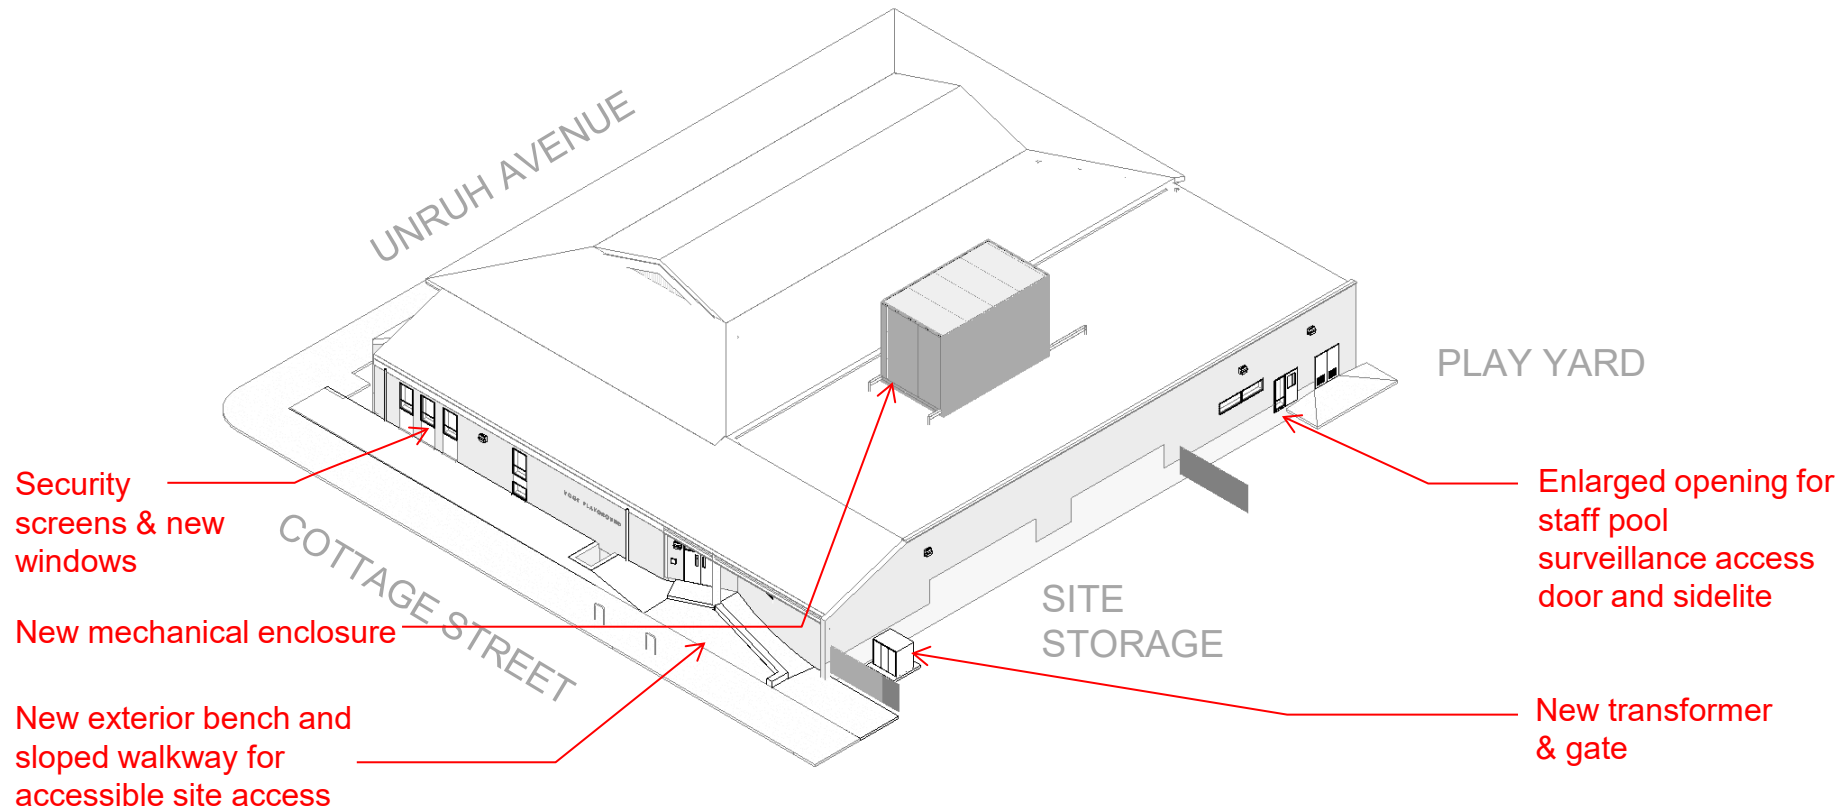 UNRUH AVENUE
PLAY YARD
Security
screens & new
windows
COTTAGE STREET
New mechanical enclosure
New exterior bench and
sloped walkway for
accessible site access
SITE
STORAGE
Enlarged opening for
staff pool
surveillance access
door and sidelite
New transformer
& gate